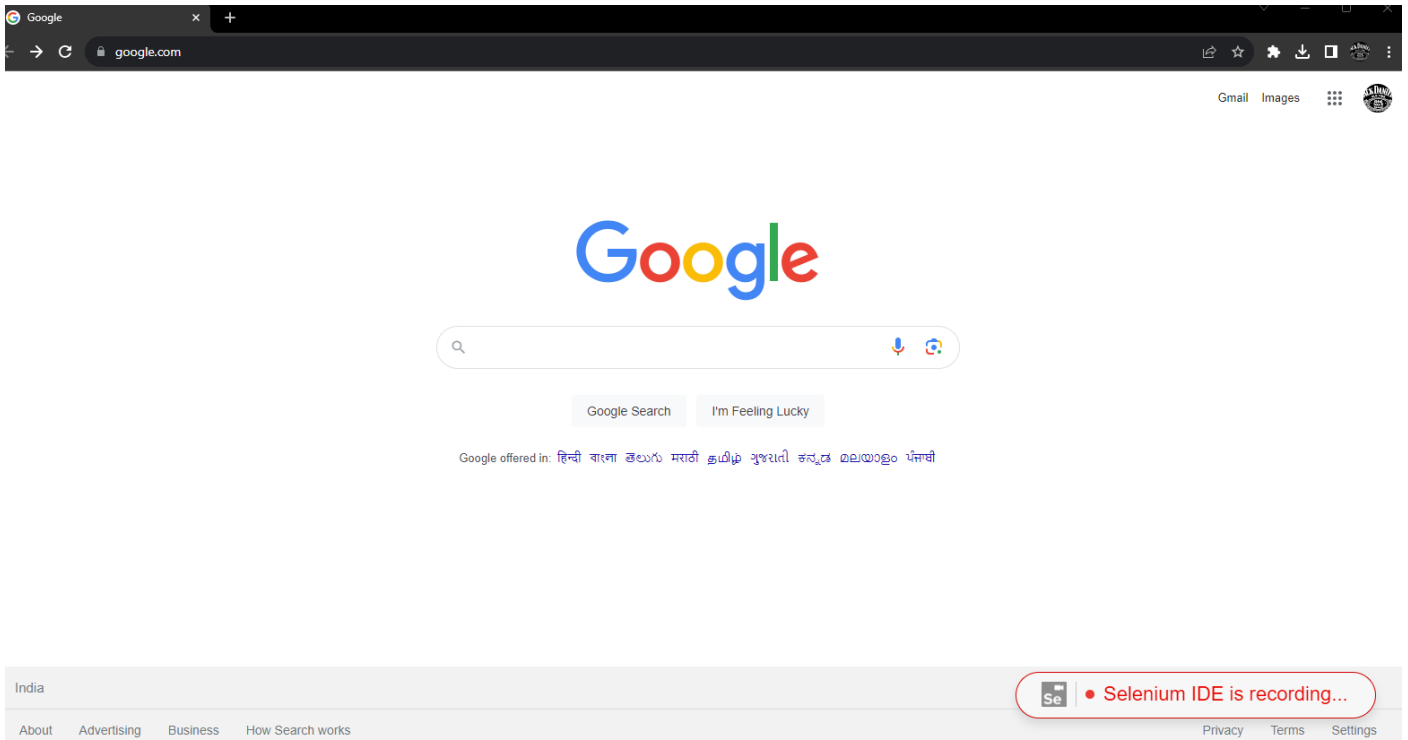 Google
google.com
Gmail Images
Google
Google Search I'm Feeling Lucky
Google offered in: हिन्दी বাংলা తెలుగు मराठी தமிழ் ગુજરાતી ಕನ್ನಡ മലയാളം ਪੰਜਾਬੀ
India
Se Selenium IDE is recording...
About Advertising Business How Search works Privacy Terms Settings